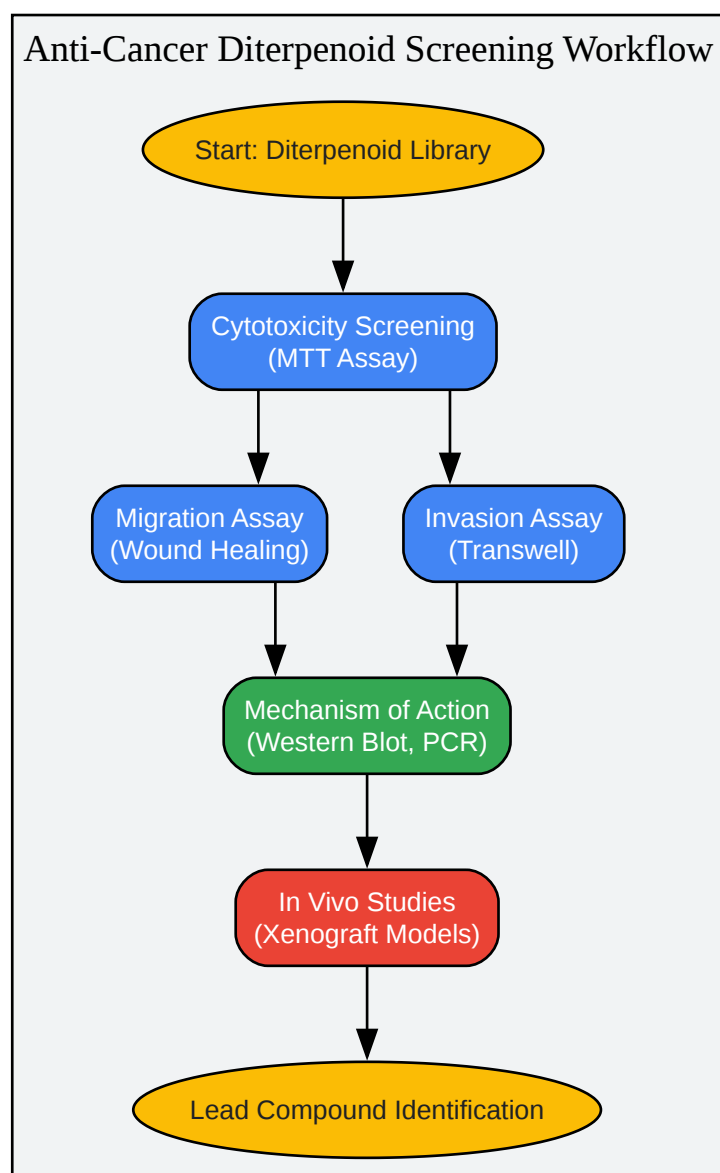 Anti-Cancer Diterpenoid Screening Workflow
Start: Diterpenoid Library
Cytotoxicity Screening
(MTT Assay)
Migration Assay
(Wound Healing)
Invasion Assay
(Transwell)
Mechanism of Action
(Western Blot, PCR)
In Vivo Studies
(Xenograft Models)
Lead Compound Identification